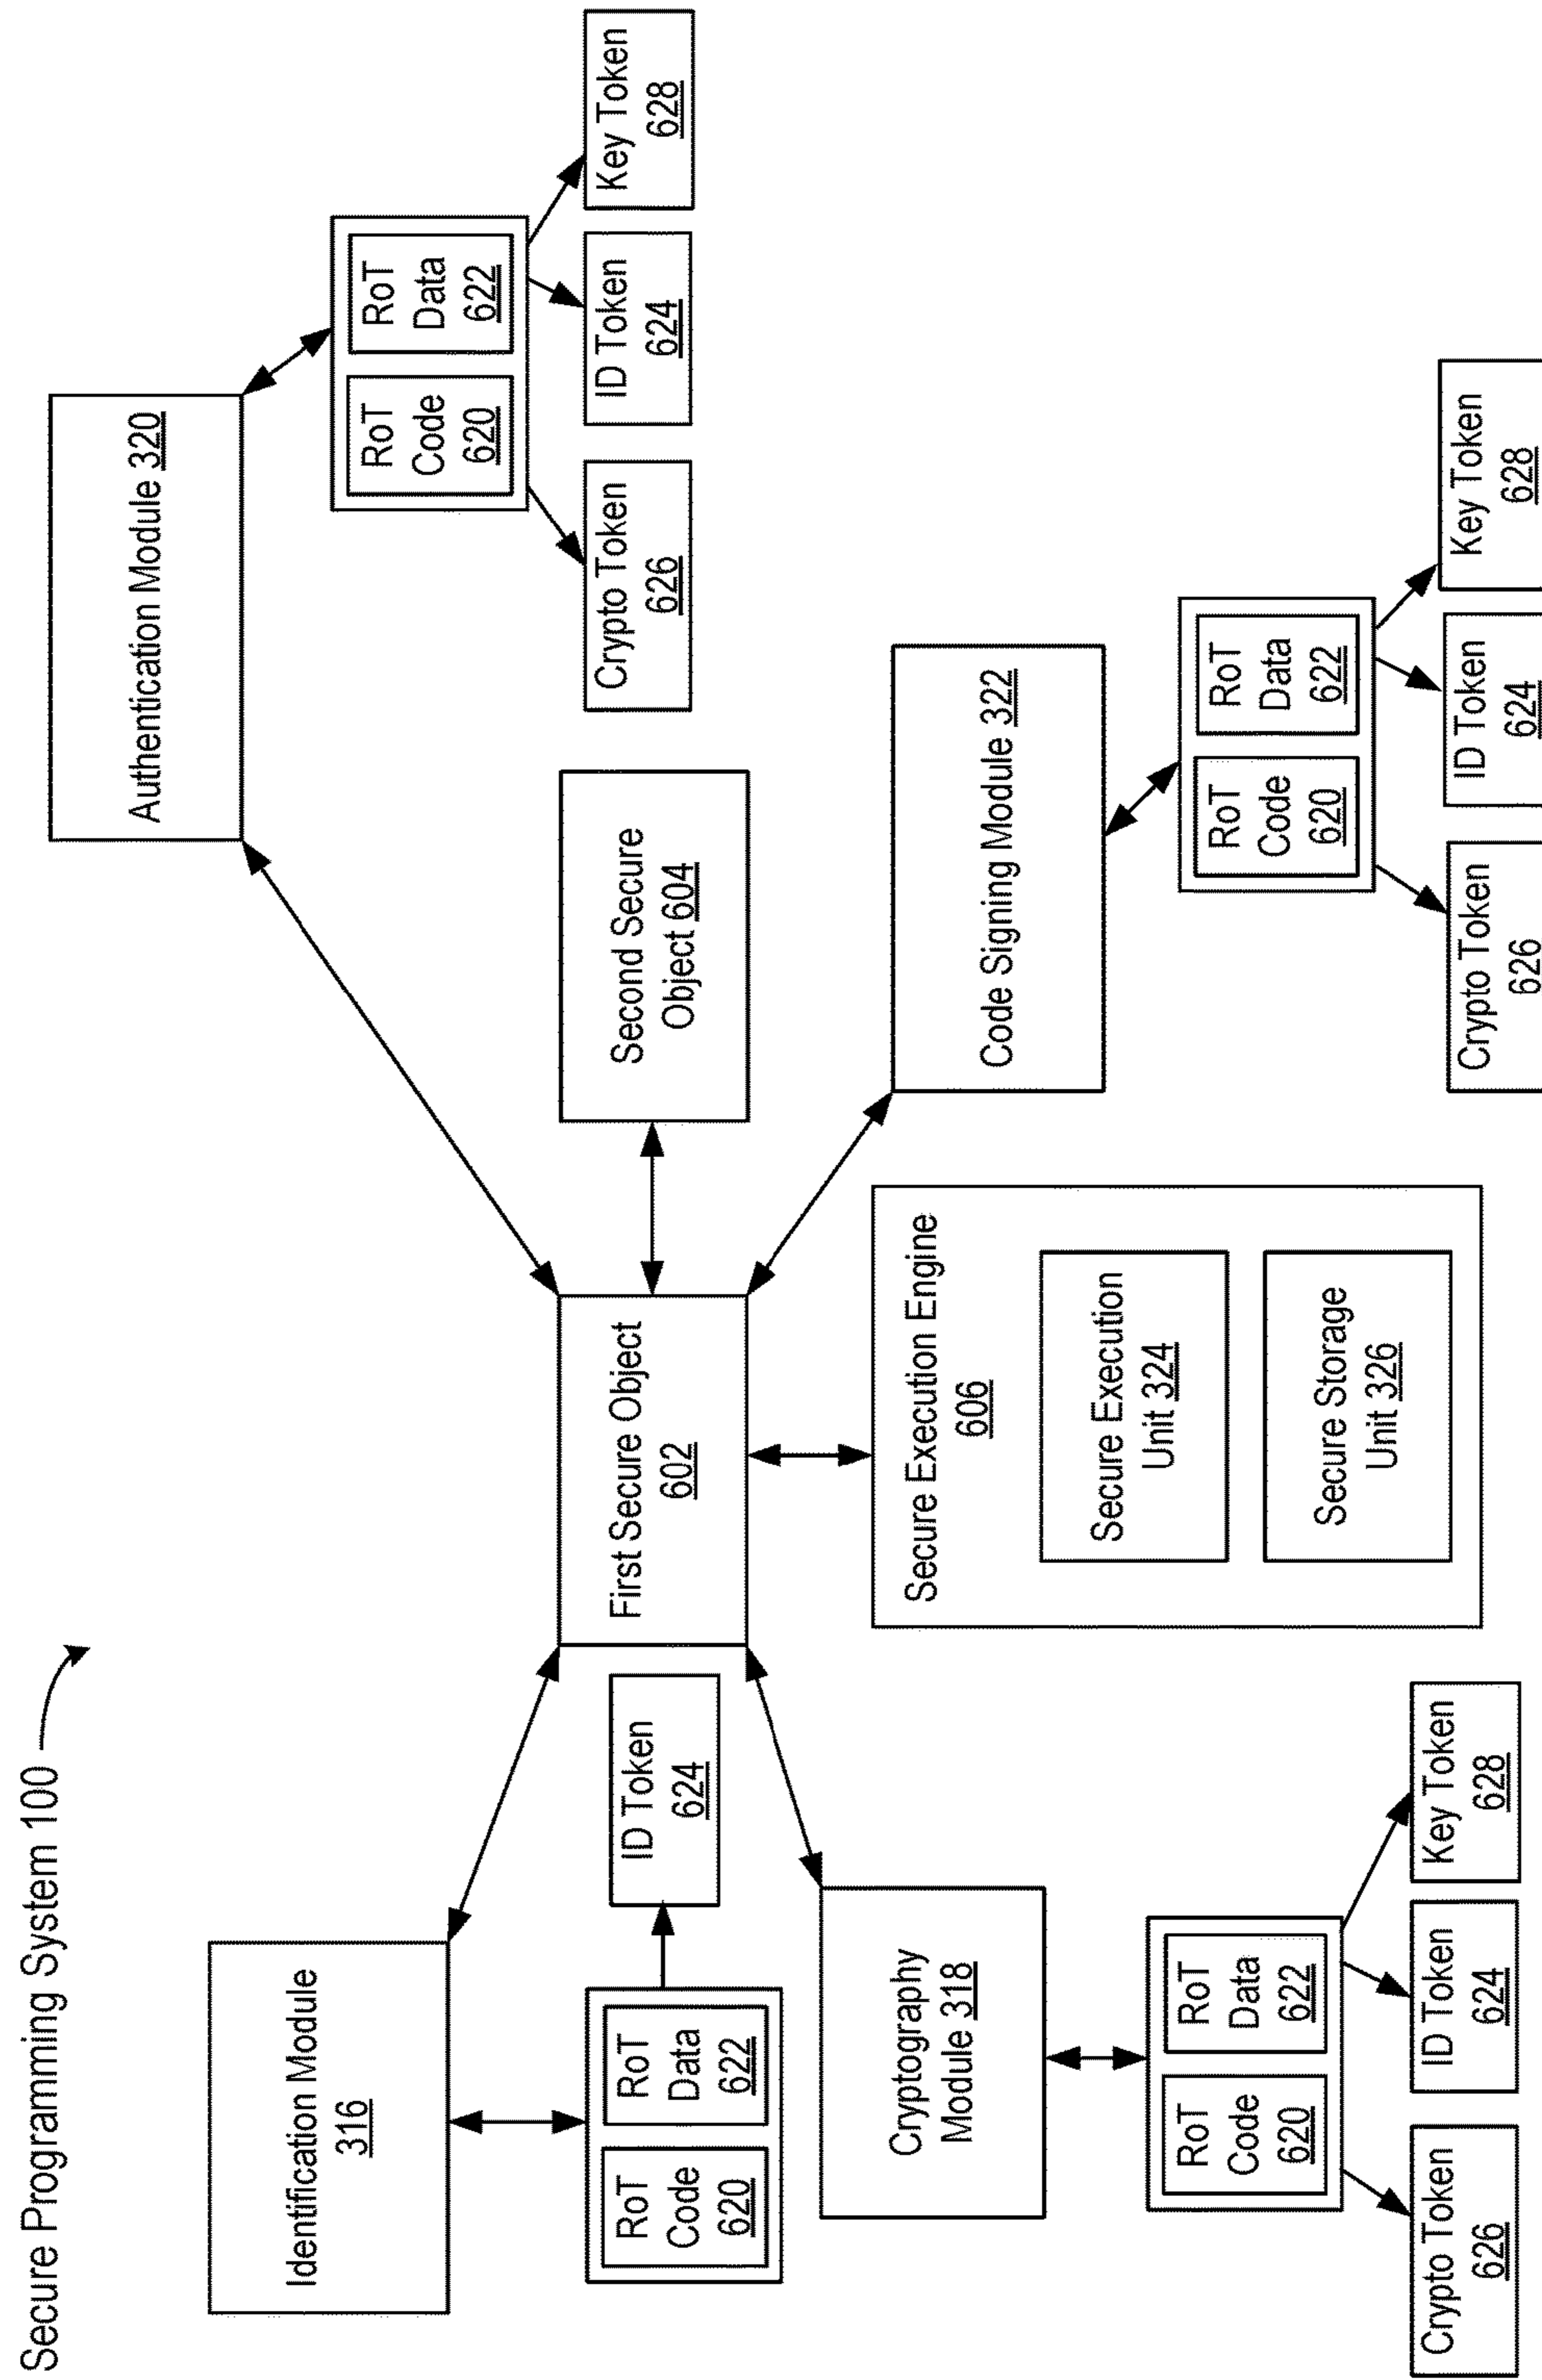 Secure Programming System 100
Identification Module
316
RoT
Code
620
RoT
Data
622
ID Token
624
Cryptography
Module 318
RoT
Code
620
RoT
Data
622
Crypto Token
626
ID Token
624
Key Token
628
First Secure Object
602
Secure Execution Engine
606
Secure Execution
Unit 324
Secure Storage
Unit 326
Second Secure
Object 604
Authentication Module 320
RoT
Code
620
RoT
Data
622
Crypto Token
626
ID Token
624
Key Token
628
Code Signing Module 322
RoT
Code
620
RoT
Data
622
Crypto Token
626
ID Token
624
Key Token
628